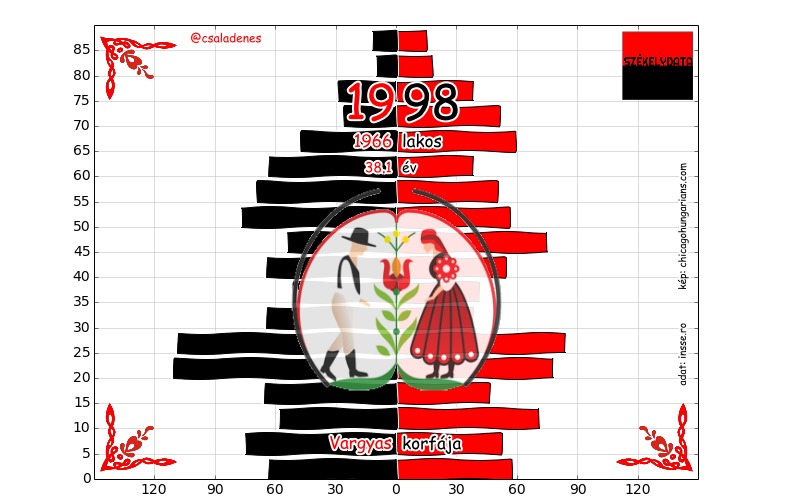 @csaladenes
SZÉKELYDATA
1998
1966 lakos
38.1 év
kép: chicagohungarians.com
adat: insse.ro
Vargyas korfája
85
80
75
70
65
60
55
50
45
40
35
30
25
20
15
10
5
0
120 90 60 30 0 30 60 90 120